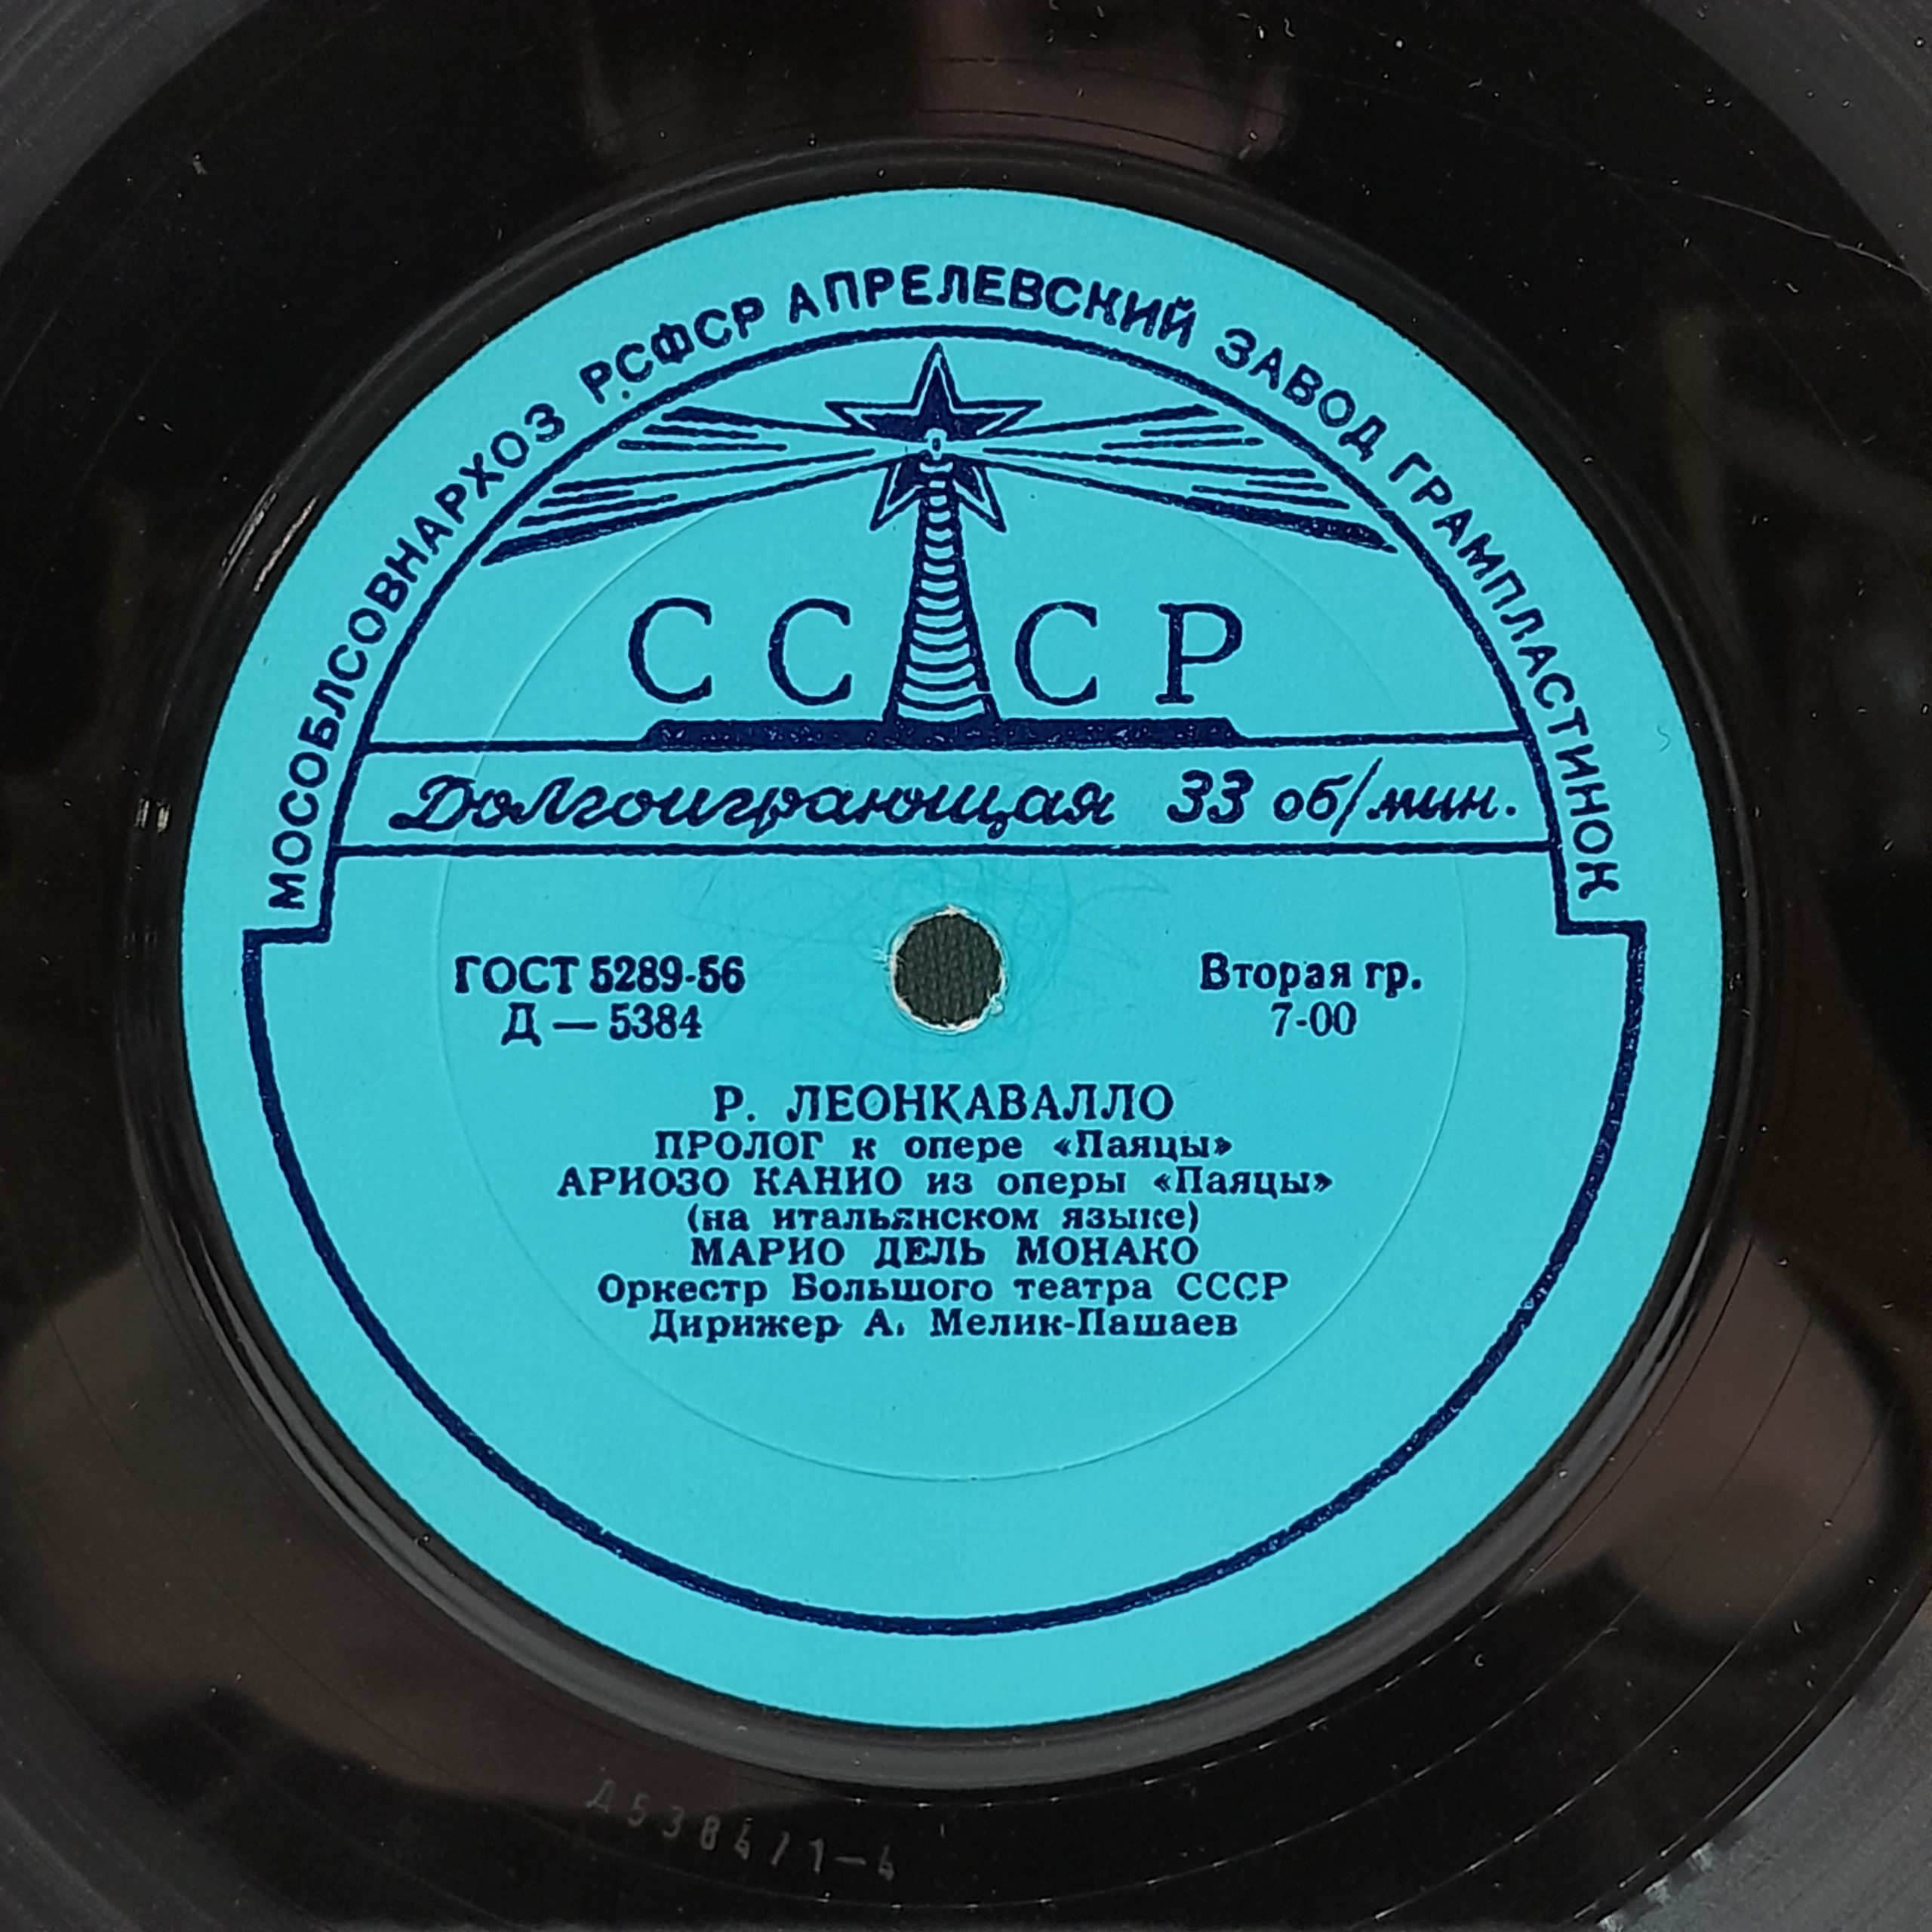 МОСОБЛСОВНАРХОЗ РСФСР АПРЕЛЕВСКИЙ ЗАВОД ГРАМПЛАСТИНОК
СССР
Долгоиграющая 33 об/мин.
ГОСТ 5289-56
Д — 5384
Вторая гр.
7-00
Р. ЛЕОНКАВАЛЛО
ПРОЛОГ к опере «Паяцы»
АРИОЗО КАНИО из оперы «Паяцы»
(на итальянском языке)
МАРИО ДЕЛЬ МОНАКО
Оркестр Большого театра СССР
Дирижер А. Мелик-Пашаев
Д5384/1-4